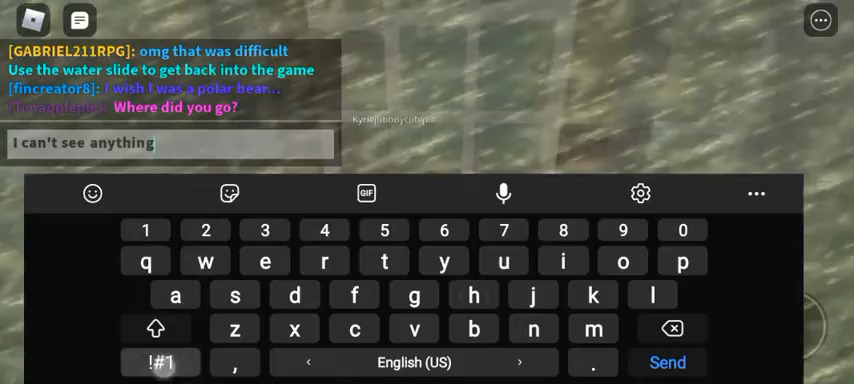 [GABRIEL211RPG]: omg that was difficult
Use the water slide to get back into the game
[fincreator8]: I wish I was a polar bear...
Where did you go?
I can't see anything
GIF
1 2 3 4 5 6 7 8 9 0
q w e r t y u i o p
a s d f g h j k l
z x c v b n m
!#1 , English (US) . Send